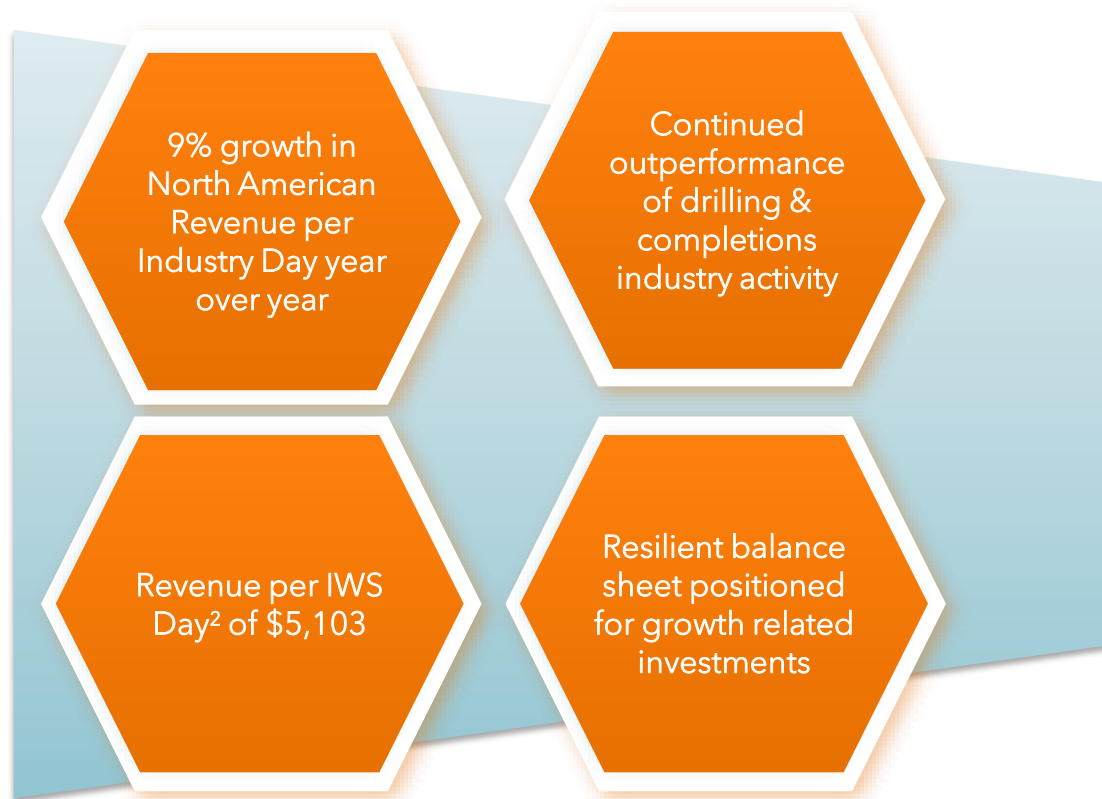 9% growth in
North American
Revenue per
Industry Day year
over year
Continued
outperformance
of drilling &
completions
industry activity
Revenue per IWS
Day² of $5,103
Resilient balance
sheet positioned
for growth related
investments